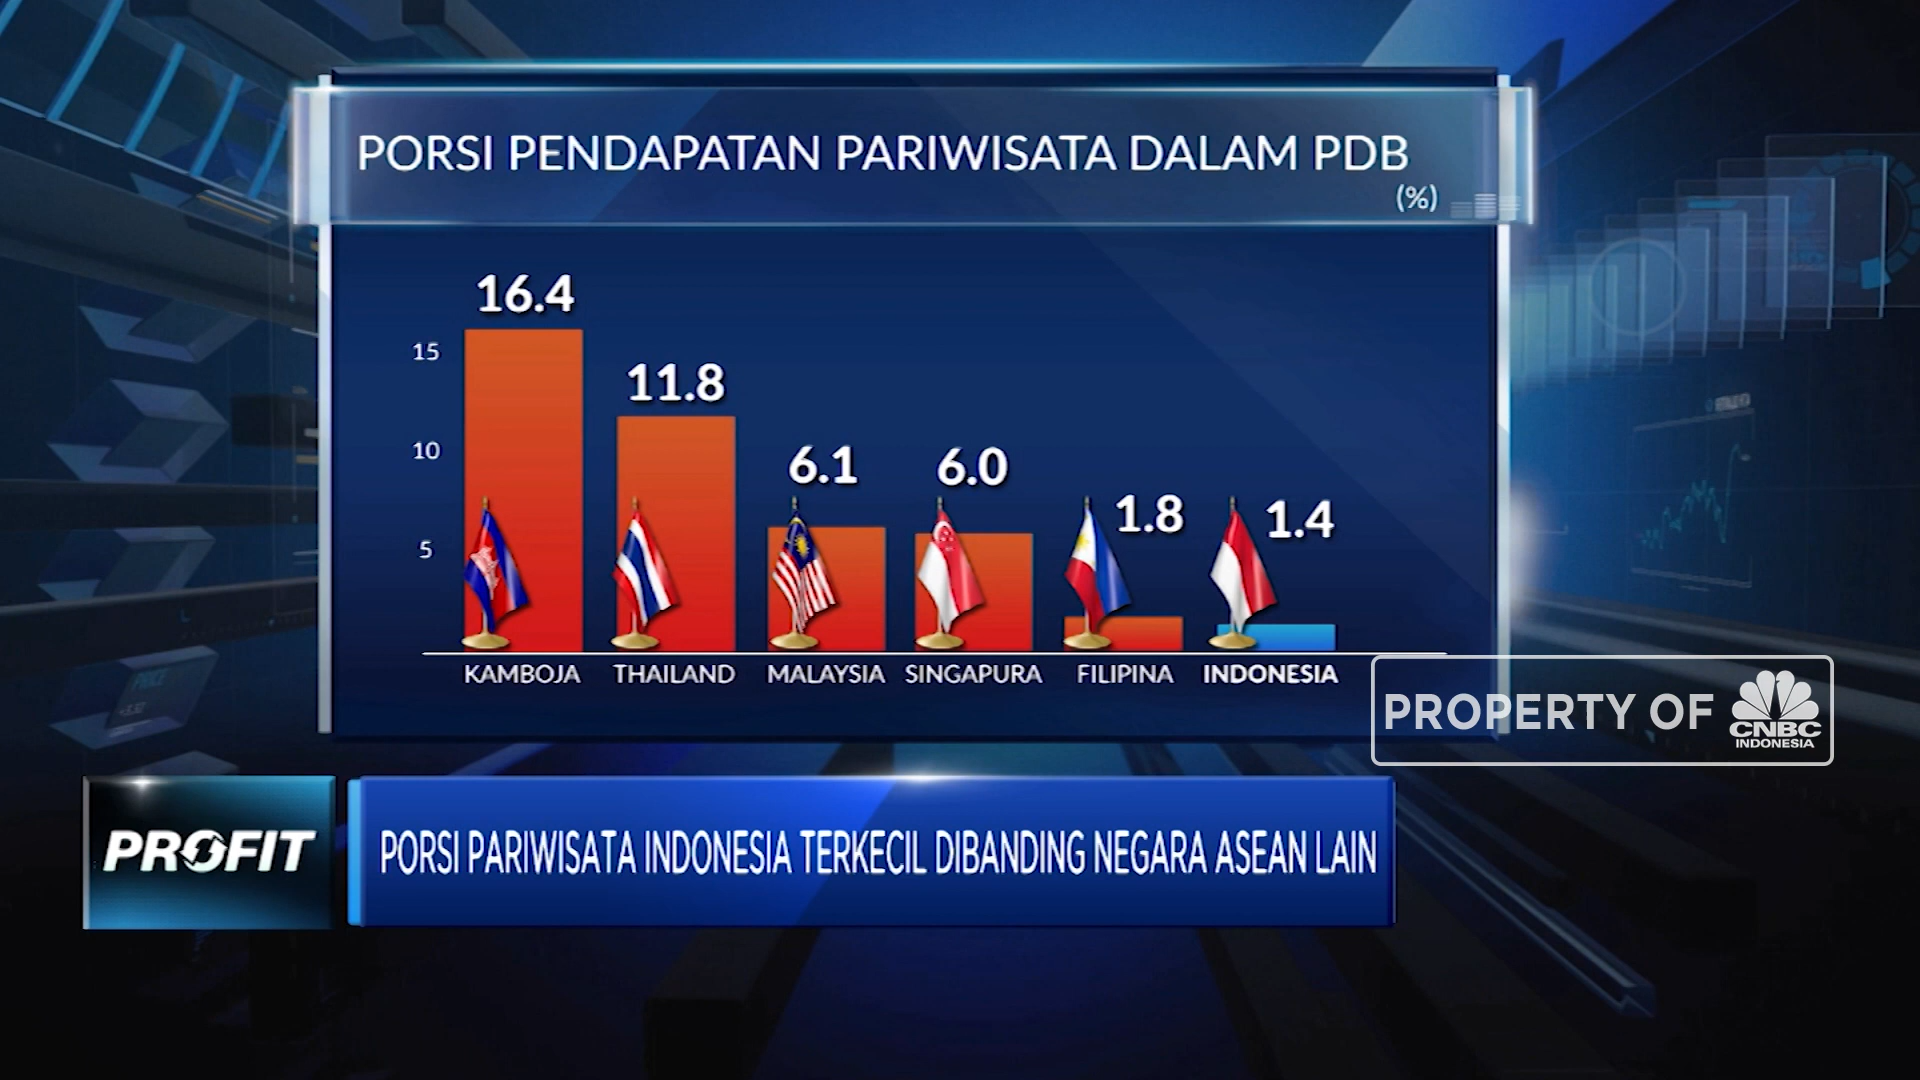 PORSI PENDAPATAN PARIWISATA DALAM PDB
(%)
16.4
11.8
6.1
6.0
1.8
1.4
15
10
5
KAMBOJA
THAILAND
MALAYSIA
SINGAPURA
FILIPINA
INDONESIA
PROPERTY OF
CNBC
INDONESIA
PROFIT
PORSI PARIWISATA INDONESIA TERKECIL DIBANDING NEGARA ASEAN LAIN